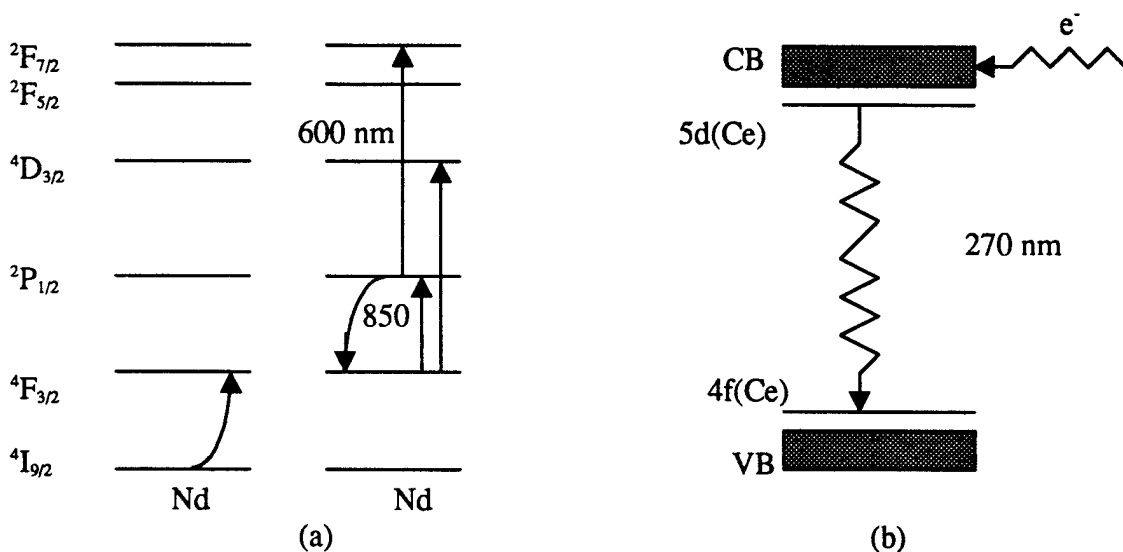 ²F₇/₂
²F₅/₂
600 nm
⁴D₃/₂
²P₁/₂
850
⁴F₃/₂
⁴I₉/₂
Nd
Nd
(a)
e⁻
CB
5d(Ce)
270 nm
4f(Ce)
VB
(b)